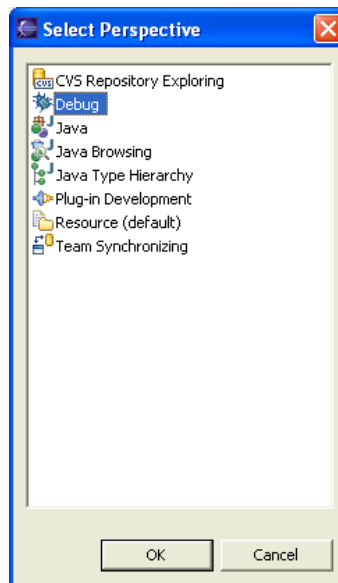 Select Perspective
CVS CVS Repository Exploring
Debug
Java
Java Browsing
Java Type Hierarchy
Plug-in Development
Resource (default)
Team Synchronizing
OK Cancel